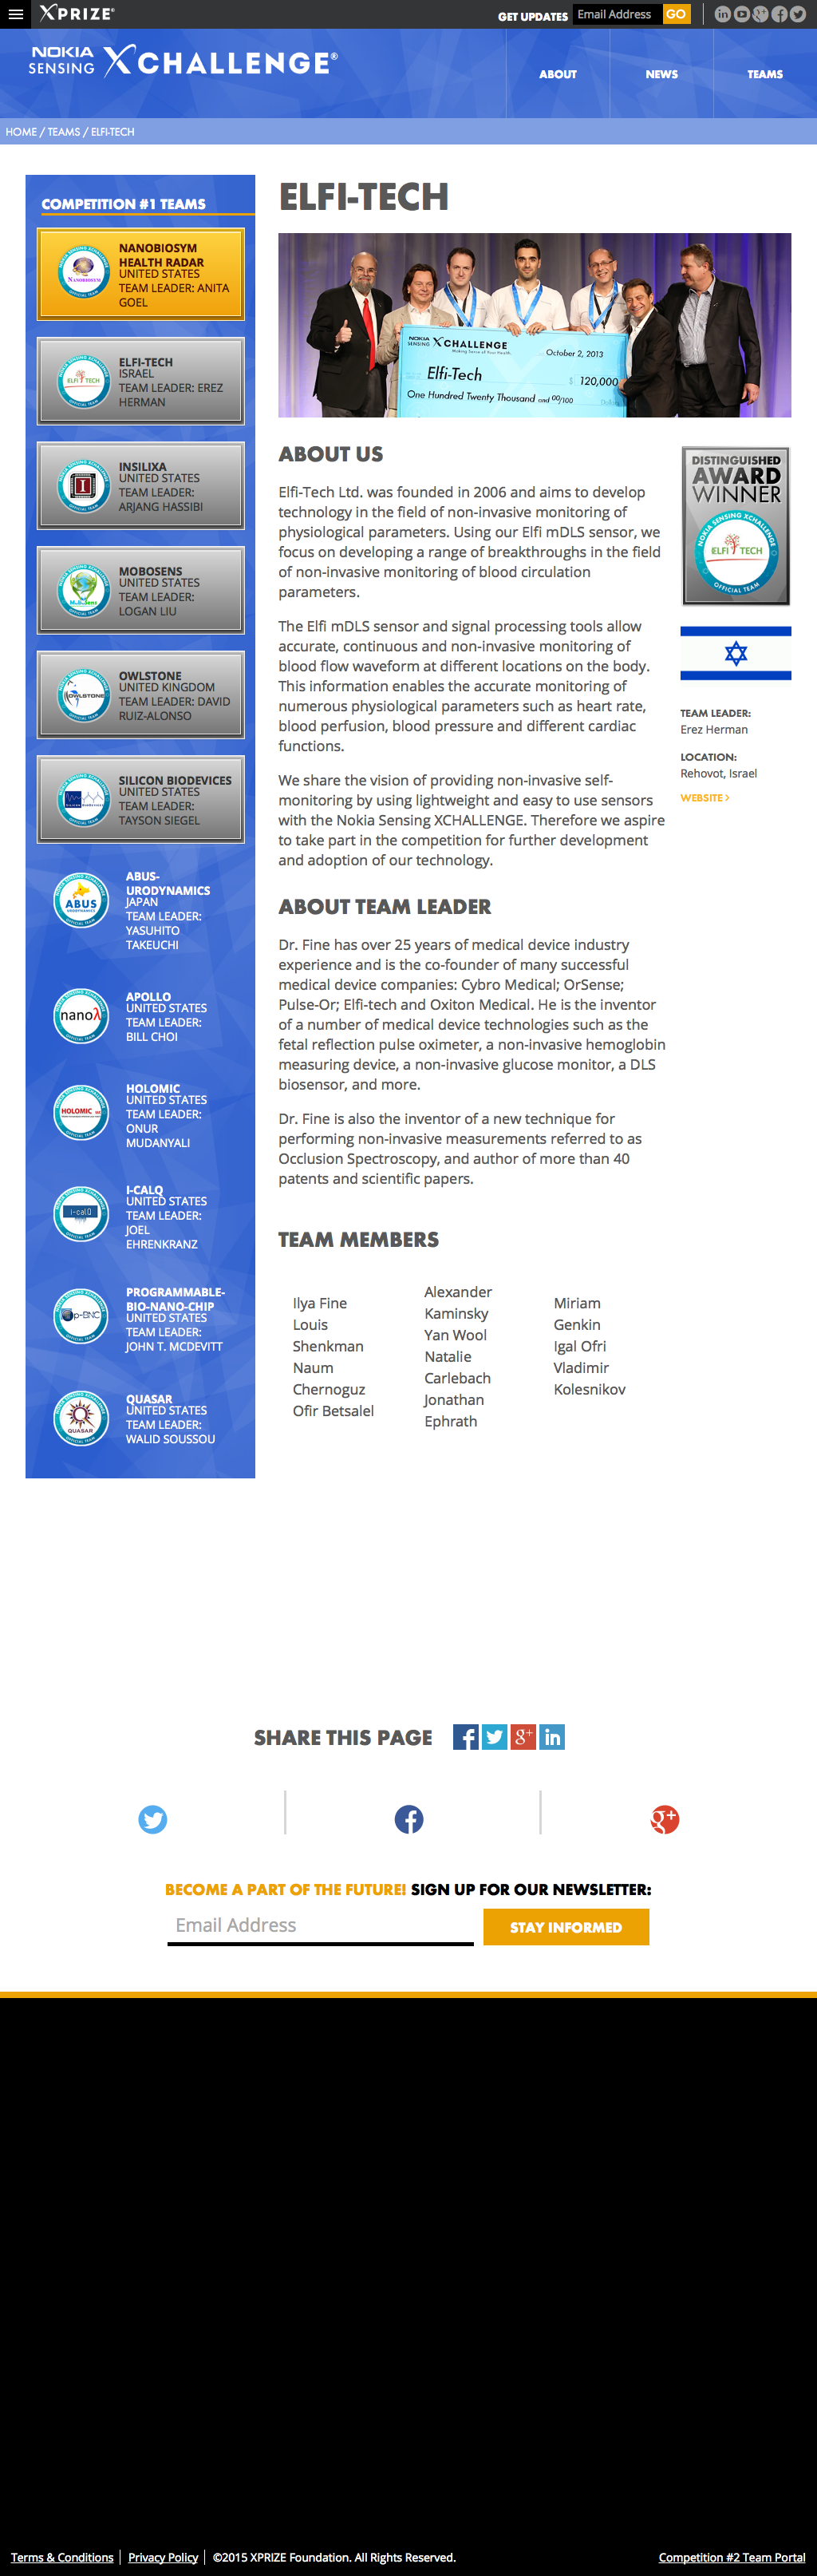 XPRIZE®
GET UPDATES
Email Address
GO
NOKIA
SENSING XCHALLENGE®
ABOUT
NEWS
TEAMS
HOME / TEAMS / ELFI-TECH
COMPETITION #1 TEAMS
NANOBIOSYM
HEALTH RADAR
UNITED STATES
TEAM LEADER: ANITA
GOEL
ELFI-TECH
ISRAEL
TEAM LEADER: EREZ
HERMAN
INSILIXA
UNITED STATES
TEAM LEADER:
ARJANG HASSIBI
MOBOSENS
UNITED STATES
TEAM LEADER:
LOGAN LIU
OWLSTONE
UNITED KINGDOM
TEAM LEADER: DAVID
RUIZ-ALONSO
SILICON BIODEVICES
UNITED STATES
TEAM LEADER:
TAYSON SIEGEL
ABUS
ABUS-
URODYNAMICS
JAPAN
TEAM LEADER:
YASUHITO
TAKEUCHI
nanoλ
APOLLO
UNITED STATES
TEAM LEADER:
BILL CHOI
HOLOMIC
HOLOMIC
UNITED STATES
TEAM LEADER:
ONUR
MUDANYALI
i-calQ
I-CALQ
UNITED STATES
TEAM LEADER:
JOEL
EHRENKRANZ
p-BNC
PROGRAMMABLE-
BIO-NANO-CHIP
UNITED STATES
TEAM LEADER:
JOHN T. MCDEVITT
QUASAR
QUASAR
UNITED STATES
TEAM LEADER:
WALID SOUSSOU
ELFI-TECH
NOKIA
SENSING XCHALLENGE
Making Sense of Your Health
October 2, 2013
Elfi-Tech
$ 120,000
One Hundred Twenty Thousand and 00/100
ABOUT US
Elfi-Tech Ltd. was founded in 2006 and aims to develop
technology in the field of non-invasive monitoring of
physiological parameters. Using our Elfi mDLS sensor, we
focus on developing a range of breakthroughs in the field
of non-invasive monitoring of blood circulation
parameters.
The Elfi mDLS sensor and signal processing tools allow
accurate, continuous and non-invasive monitoring of
blood flow waveform at different locations on the body.
This information enables the accurate monitoring of
numerous physiological parameters such as heart rate,
blood perfusion, blood pressure and different cardiac
functions.
We share the vision of providing non-invasive self-
monitoring by using lightweight and easy to use sensors
with the Nokia Sensing XCHALLENGE. Therefore we aspire
to take part in the competition for further development
and adoption of our technology.
DISTINGUISHED
AWARD
WINNER
NOKIA SENSING XCHALLENGE
ELFI TECH
OFFICIAL TEAM
TEAM LEADER:
Erez Herman
LOCATION:
Rehovot, Israel
WEBSITE >
ABOUT TEAM LEADER
Dr. Fine has over 25 years of medical device industry
experience and is the co-founder of many successful
medical device companies: Cybro Medical; OrSense;
Pulse-Or; Elfi-tech and Oxiton Medical. He is the inventor
of a number of medical device technologies such as the
fetal reflection pulse oximeter, a non-invasive hemoglobin
measuring device, a non-invasive glucose monitor, a DLS
biosensor, and more.
Dr. Fine is also the inventor of a new technique for
performing non-invasive measurements referred to as
Occlusion Spectroscopy, and author of more than 40
patents and scientific papers.
TEAM MEMBERS
Ilya Fine
Louis
Shenkman
Naum
Chernoguz
Ofir Betsalel
Alexander
Kaminsky
Yan Wool
Natalie
Carlebach
Jonathan
Ephrath
Miriam
Genkin
Igal Ofri
Vladimir
Kolesnikov
SHARE THIS PAGE
BECOME A PART OF THE FUTURE! SIGN UP FOR OUR NEWSLETTER:
Email Address
STAY INFORMED
Terms & Conditions
Privacy Policy
©2015 XPRIZE Foundation. All Rights Reserved.
Competition #2 Team Portal